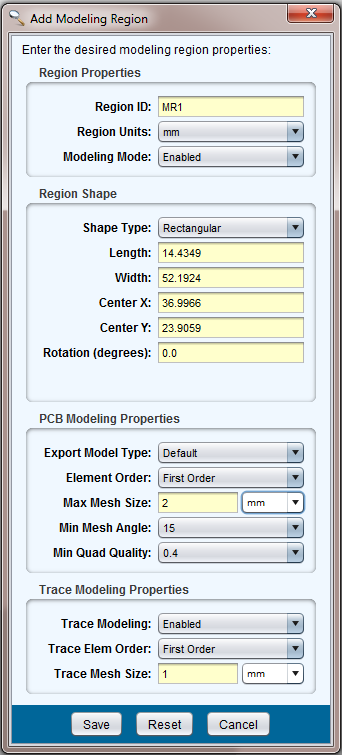 Add Modeling Region
Enter the desired modeling region properties:
Region Properties
Region ID: MR1
Region Units: mm
Modeling Mode: Enabled
Region Shape
Shape Type: Rectangular
Length: 14.4349
Width: 52.1924
Center X: 36.9966
Center Y: 23.9059
Rotation (degrees): 0.0
PCB Modeling Properties
Export Model Type: Default
Element Order: First Order
Max Mesh Size: 2 mm
Min Mesh Angle: 15
Min Quad Quality: 0.4
Trace Modeling Properties
Trace Modeling: Enabled
Trace Elem Order: First Order
Trace Mesh Size: 1 mm
Save Reset Cancel